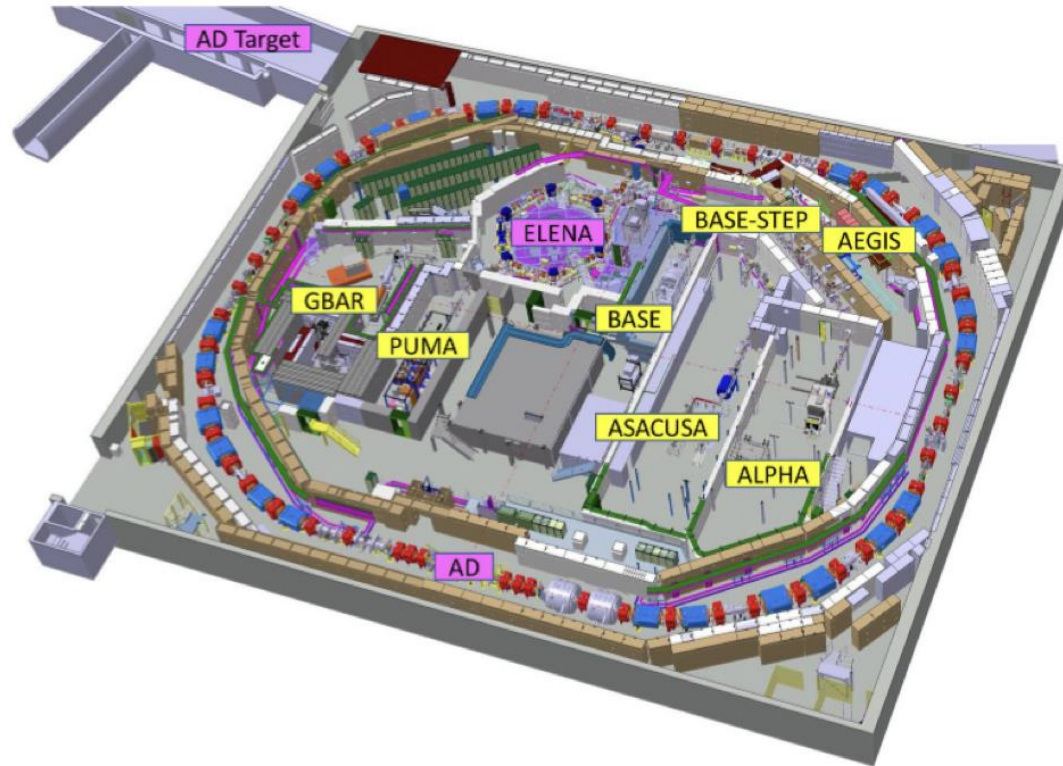 AD Target
BASE-STEP
ELENA
AEGIS
GBAR
BASE
PUMA
ASACUSA
ALPHA
AD